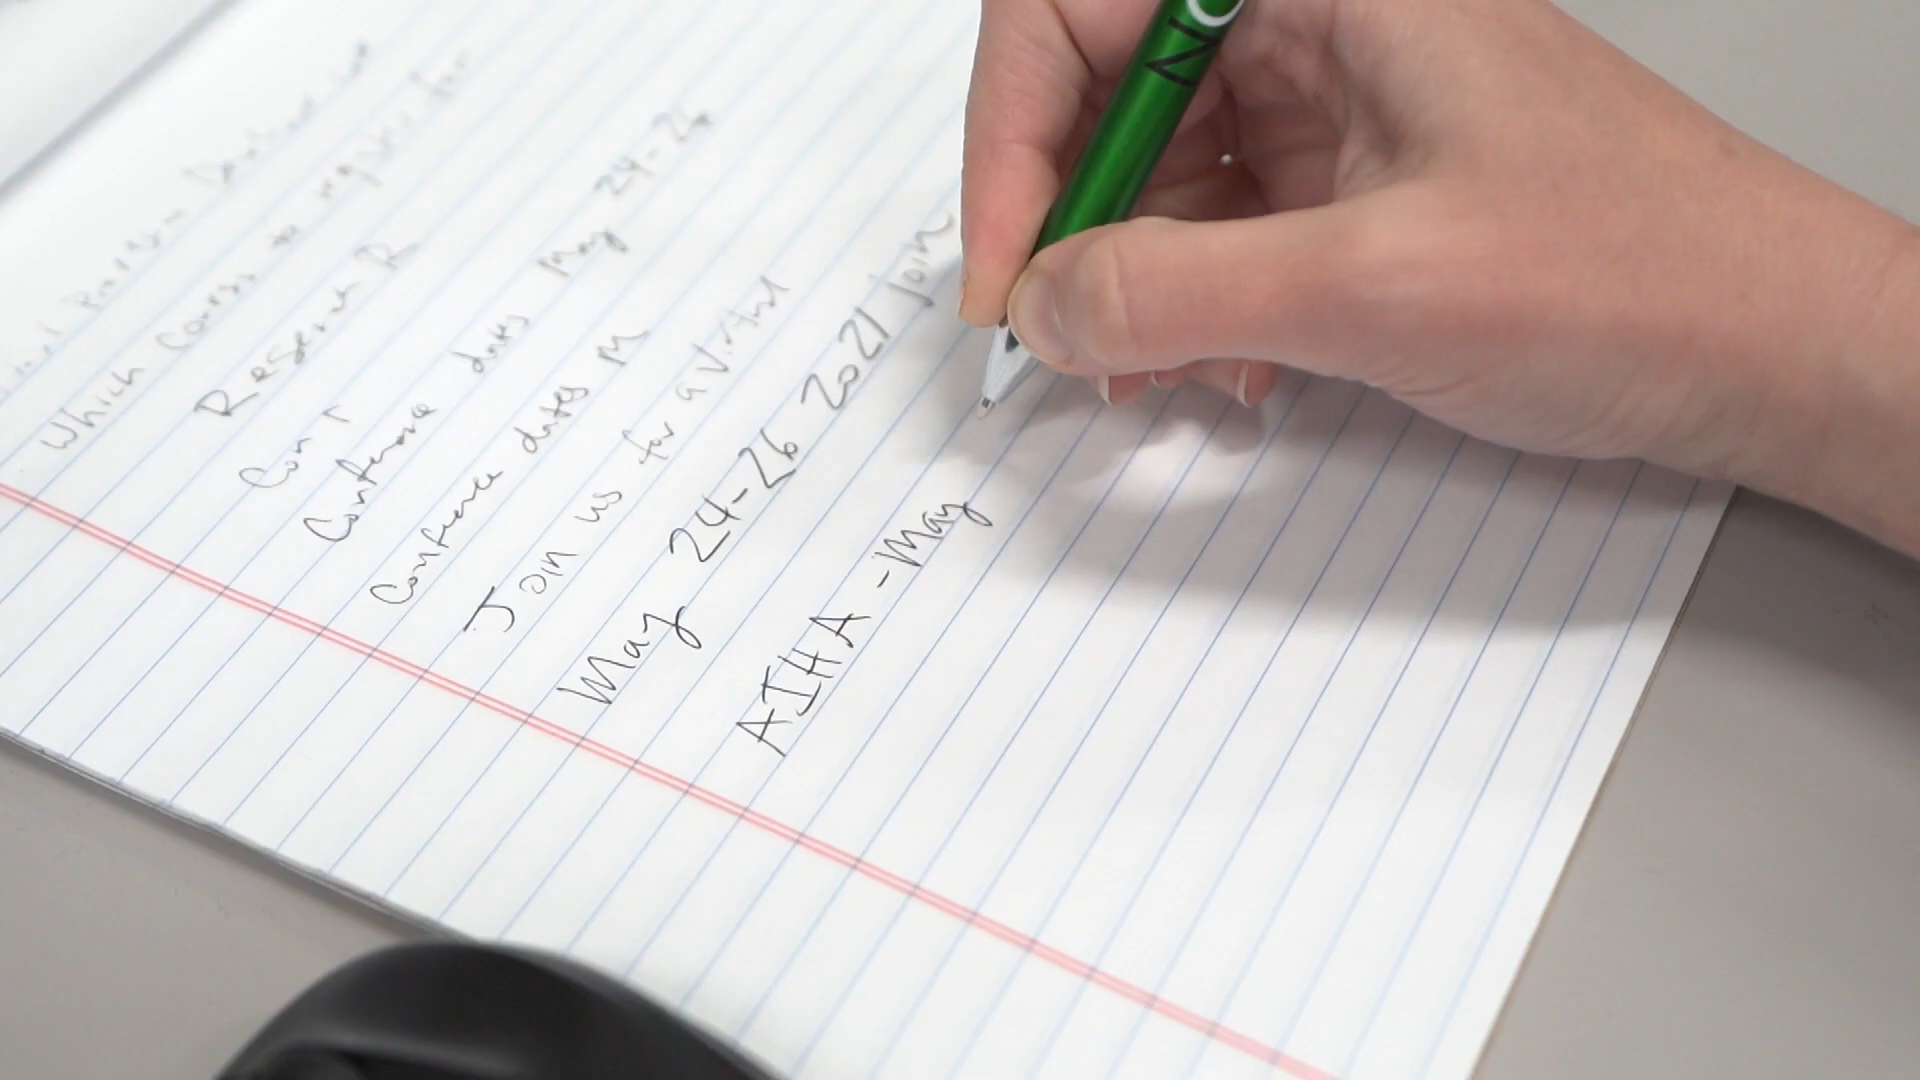 Which
Research R
Con
Conference dates May 24-26
Conference dates M
Join us for a virtual
May 24-26 2021 join
AIHA - May
NO